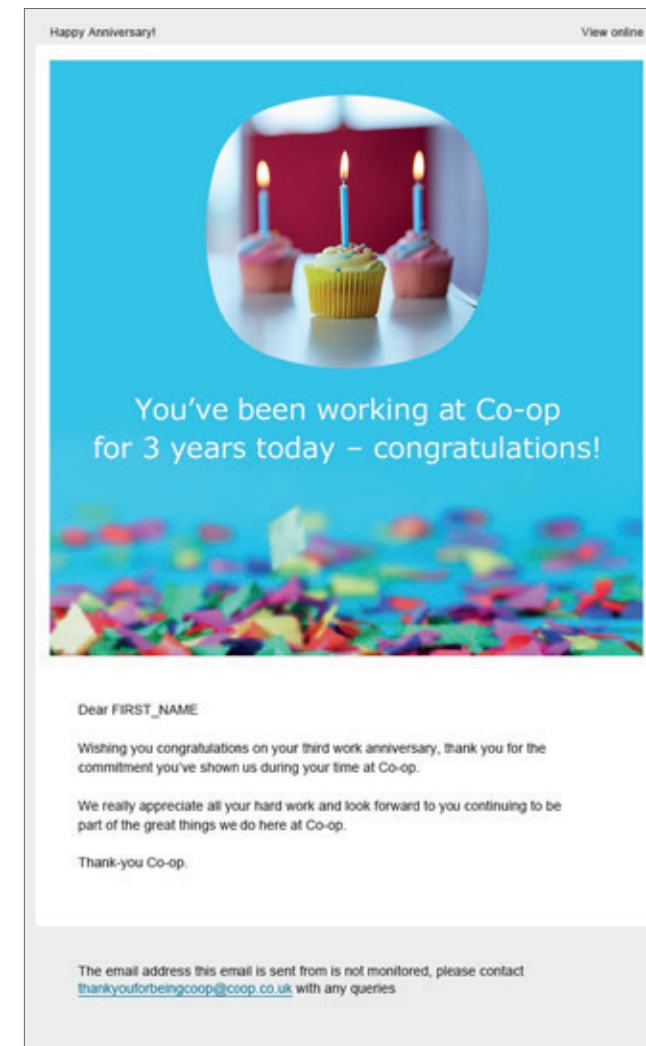 Happy Anniversary!
View online
You've been working at Co-op
for 3 years today – congratulations!
Dear FIRST_NAME
Wishing you congratulations on your third work anniversary, thank you for the
commitment you've shown us during your time at Co-op.
We really appreciate all your hard work and look forward to you continuing to be
part of the great things we do here at Co-op.
Thank-you Co-op.
The email address this email is sent from is not monitored, please contact
thankyouforbeingcoop@coop.co.uk with any queries